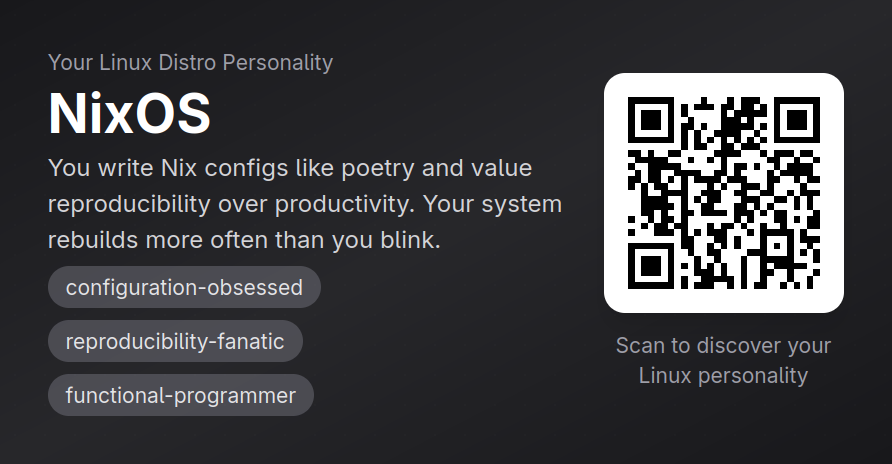 Your Linux Distro Personality
NixOS
You write Nix configs like poetry and value
reproducibility over productivity. Your system
rebuilds more often than you blink.
configuration-obsessed
reproducibility-fanatic
functional-programmer
Scan to discover your
Linux personality